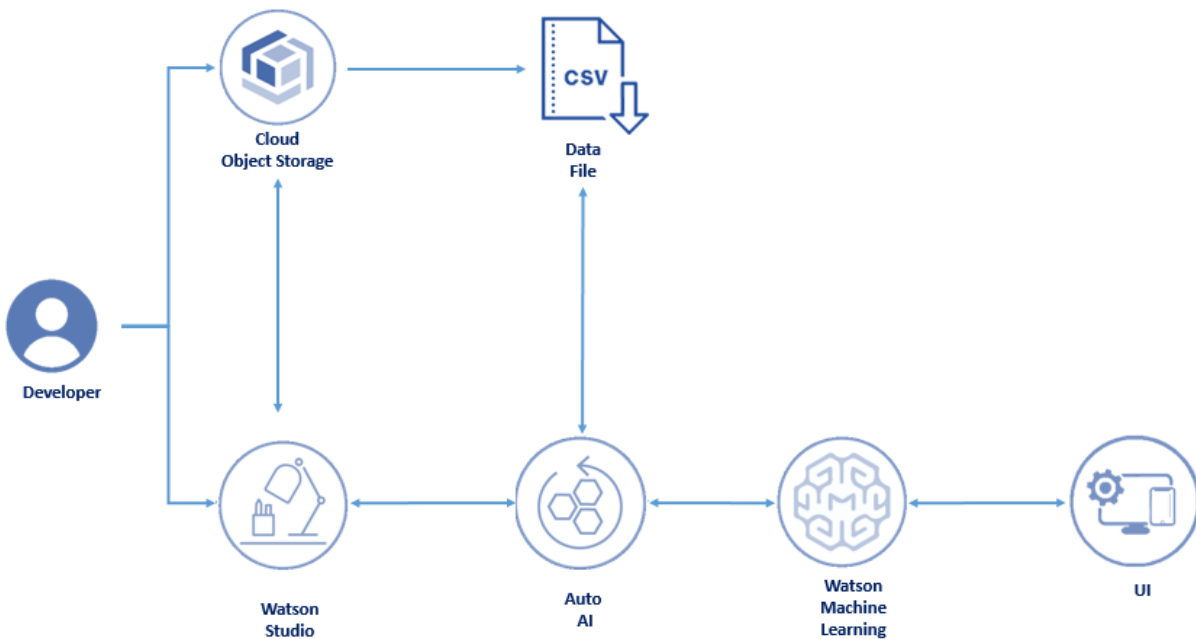 CSV
Cloud
Object Storage
Data
File
Developer
Watson
Studio
Auto
AI
Watson
Machine
Learning
UI